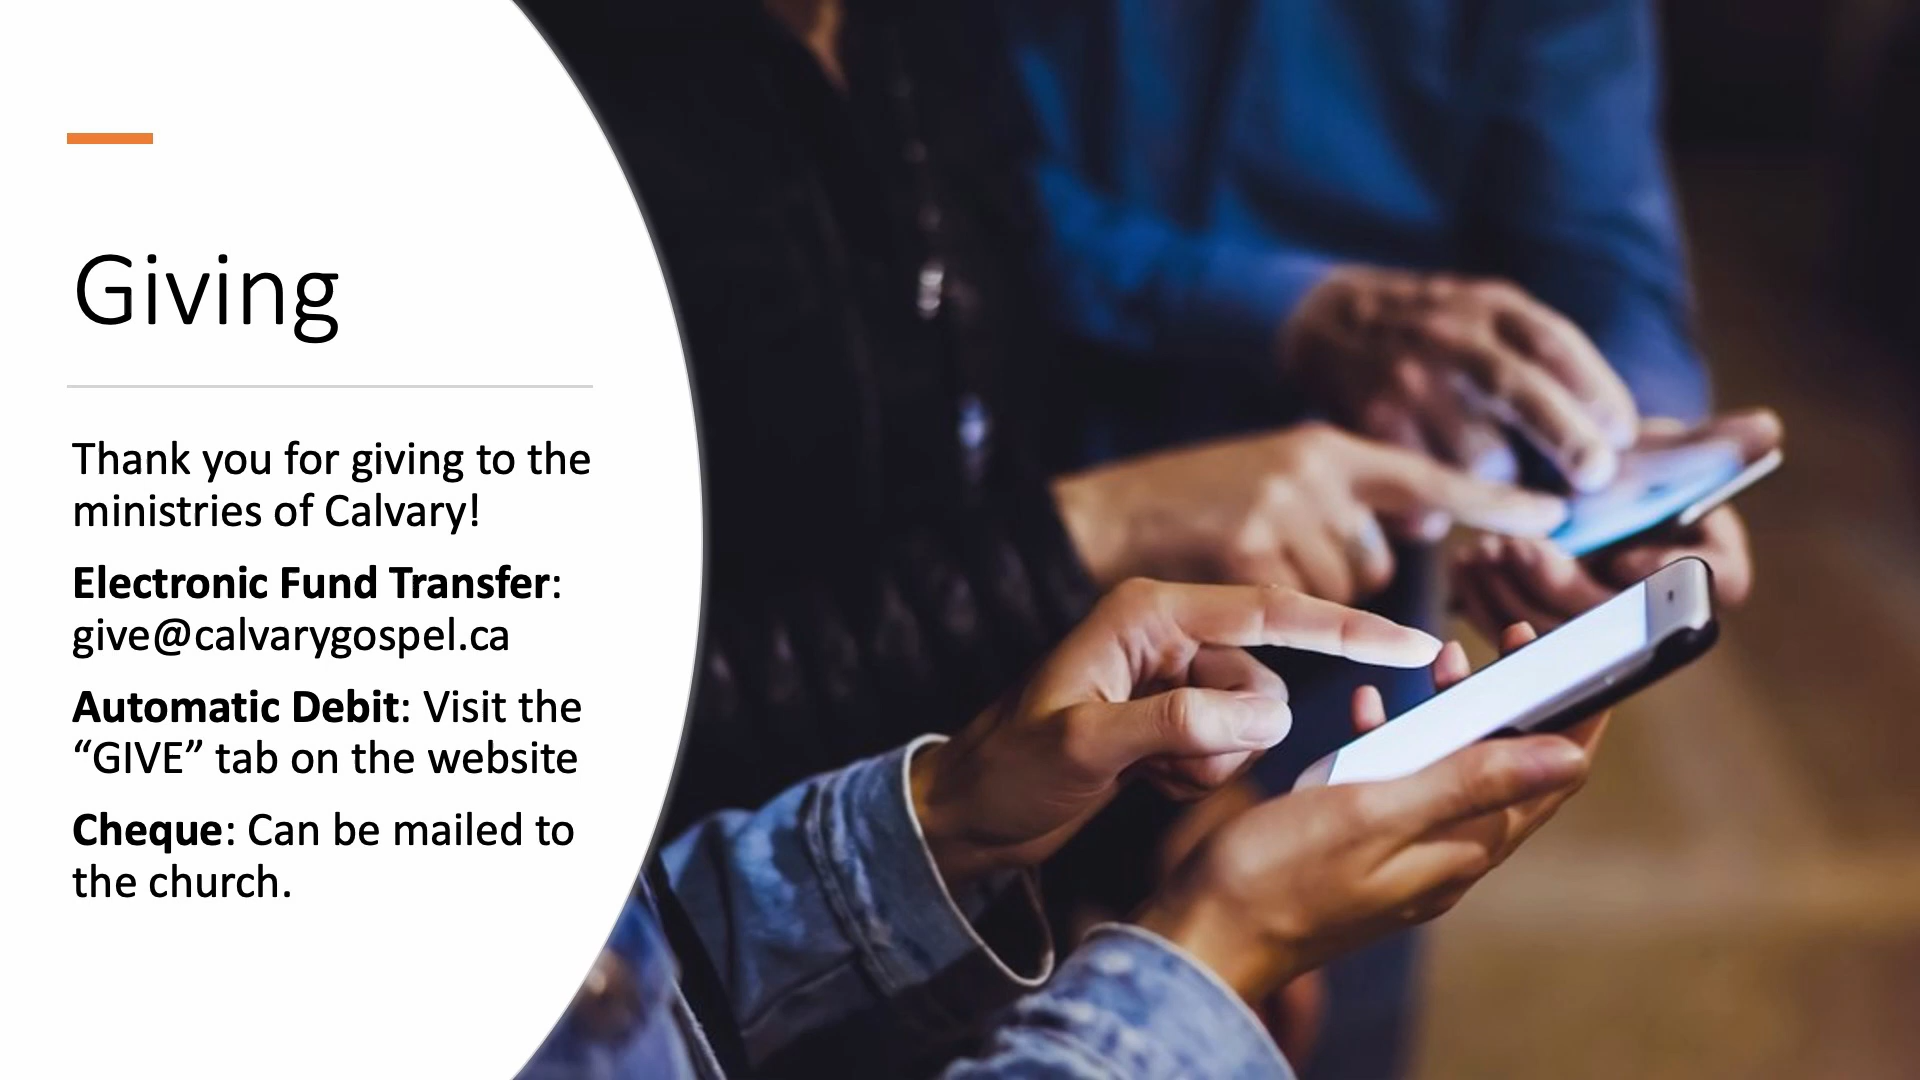 Giving
Thank you for giving to the
ministries of Calvary!
Electronic Fund Transfer:
give@calvarygospel.ca
Automatic Debit: Visit the
“GIVE” tab on the website
Cheque: Can be mailed to
the church.